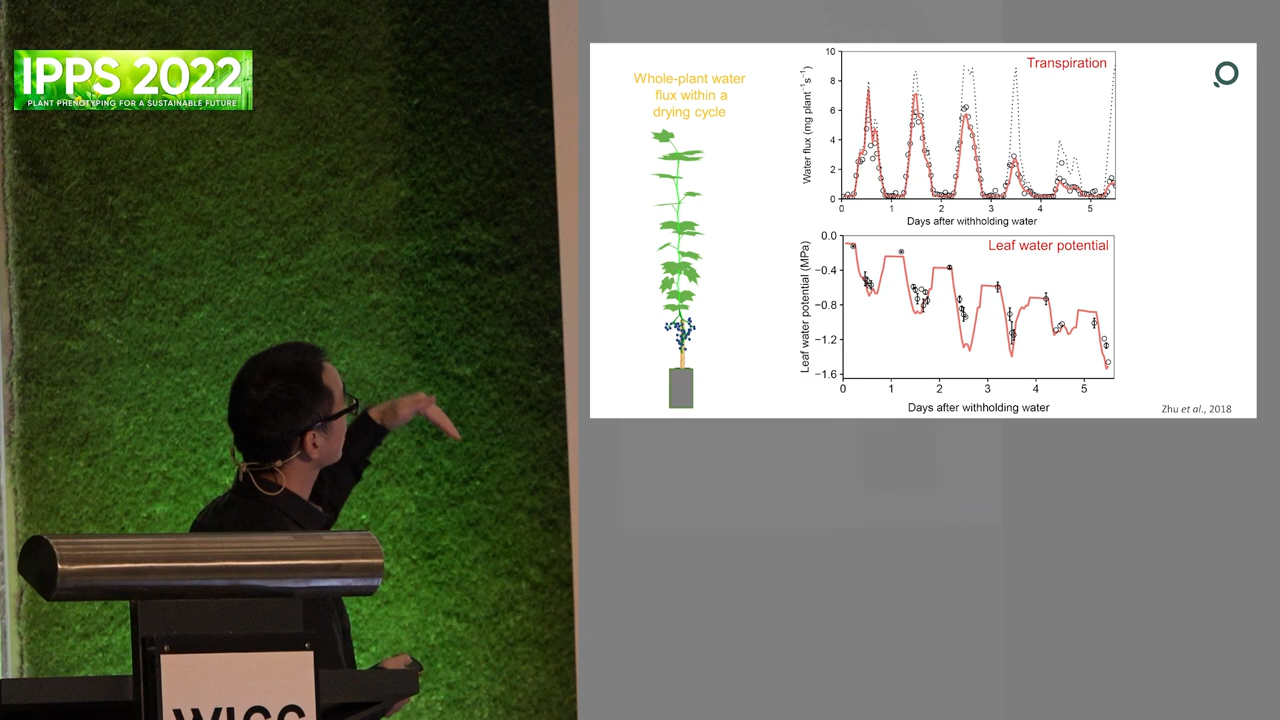 IPPS 2022
PLANT PHENOTYPING FOR A SUSTAINABLE FUTURE
Whole-plant water
flux within a
drying cycle
Transpiration
Water flux (mg plant⁻¹s⁻¹)
10
8
6
4
2
0
0 1 2 3 4 5
Days after withholding water
Leaf water potential
Leaf water potential (MPa)
0.0
−0.4
−0.8
−1.2
−1.6
0 1 2 3 4 5
Days after withholding water
Zhu et al., 2018